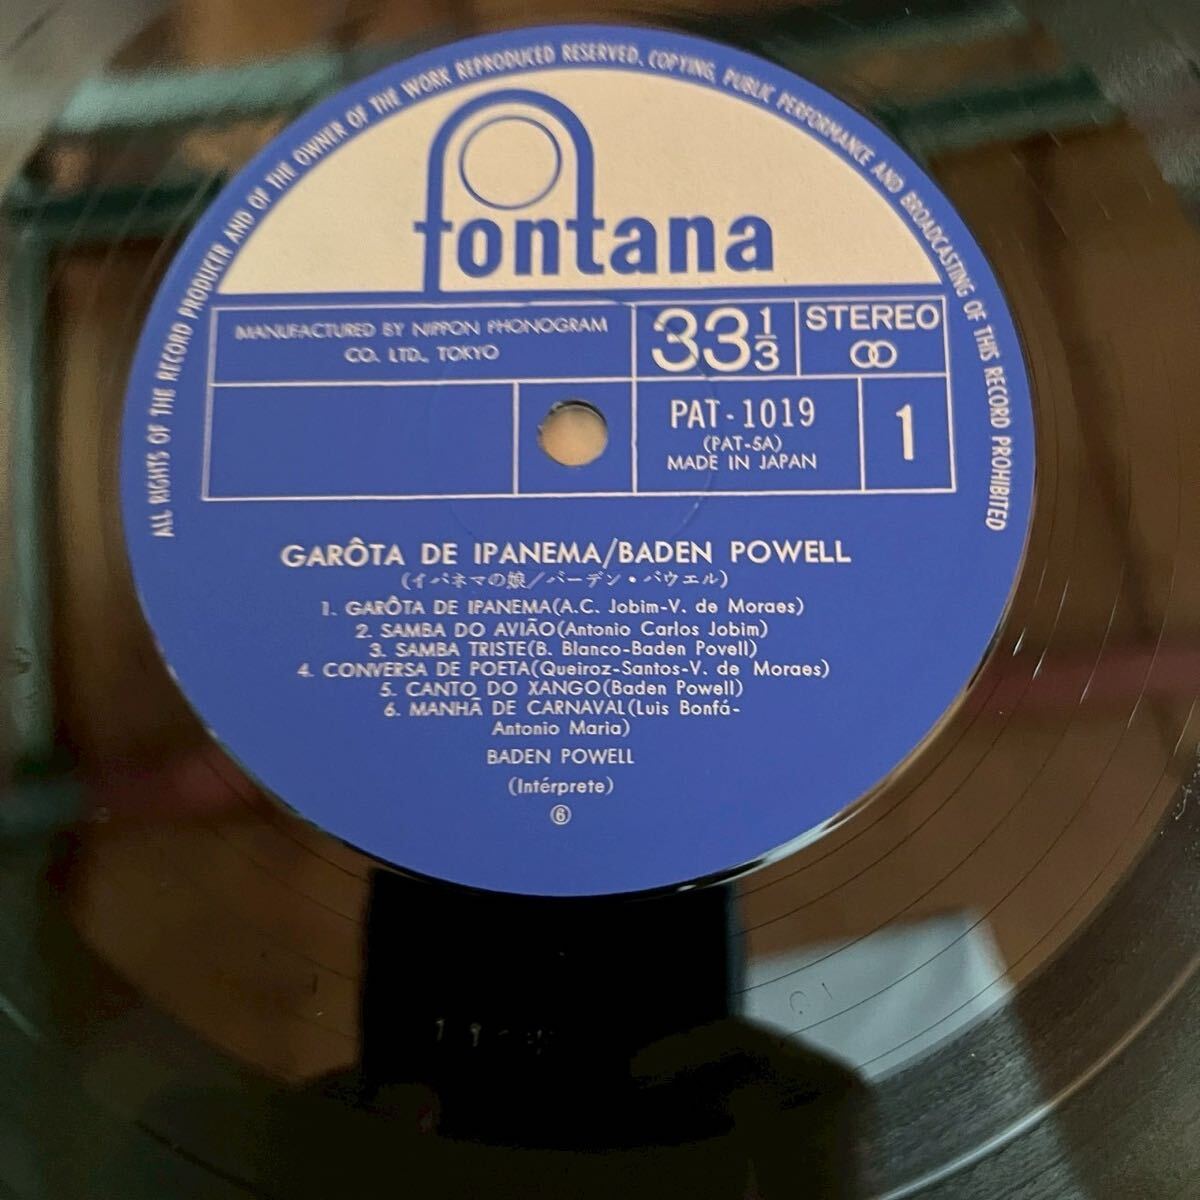 ALL RIGHTS OF THE RECORD PRODUCER AND OF THE OWNER OF THE WORK REPRODUCED RESERVED. COPYING, PUBLIC PERFORMANCE AND BROADCASTING OF THIS RECORD PROHIBITED
fontana
MANUFACTURED BY NIPPON PHONOGRAM
CO. LTD., TOKYO
33 1/3
STEREO
PAT-1019
(PAT-5A)
MADE IN JAPAN
1
GARÔTA DE IPANEMA/BADEN POWELL
(イパネマの娘/バーデン・パウエル)
1. GARÔTA DE IPANEMA(A.C. Jobim-V. de Moraes)
2. SAMBA DO AVIÃO(Antonio Carlos Jobim)
3. SAMBA TRISTE(B. Blanco-Baden Povell)
4. CONVERSA DE POETA(Queiroz-Santos-V. de Moraes)
5. CANTO DO XANGO(Baden Powell)
6. MANHÃ DE CARNAVAL(Luis Bonfá-
Antonio Maria)
BADEN POWELL
(Intérprete)
⑥